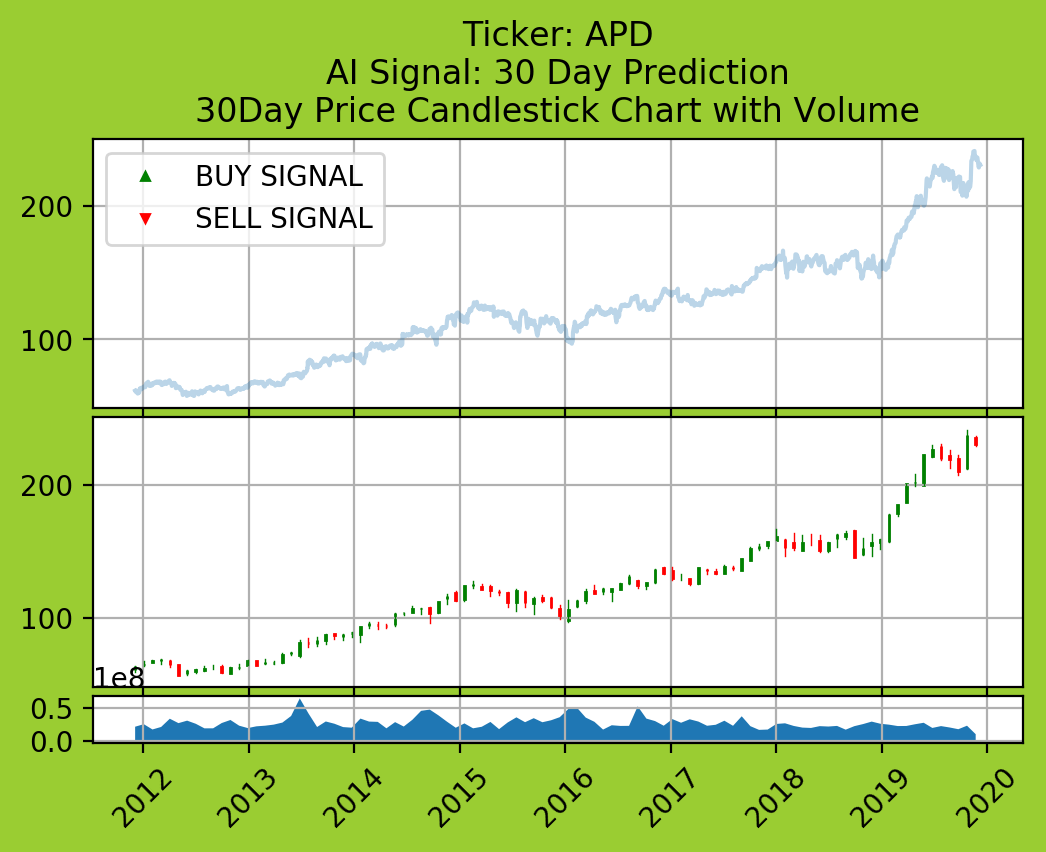 Ticker: APD
AI Signal: 30 Day Prediction
30Day Price Candlestick Chart with Volume
BUY SIGNAL
SELL SIGNAL
200
100
200
100
1e8
0.5
0.0
2012 2013 2014 2015 2016 2017 2018 2019 2020